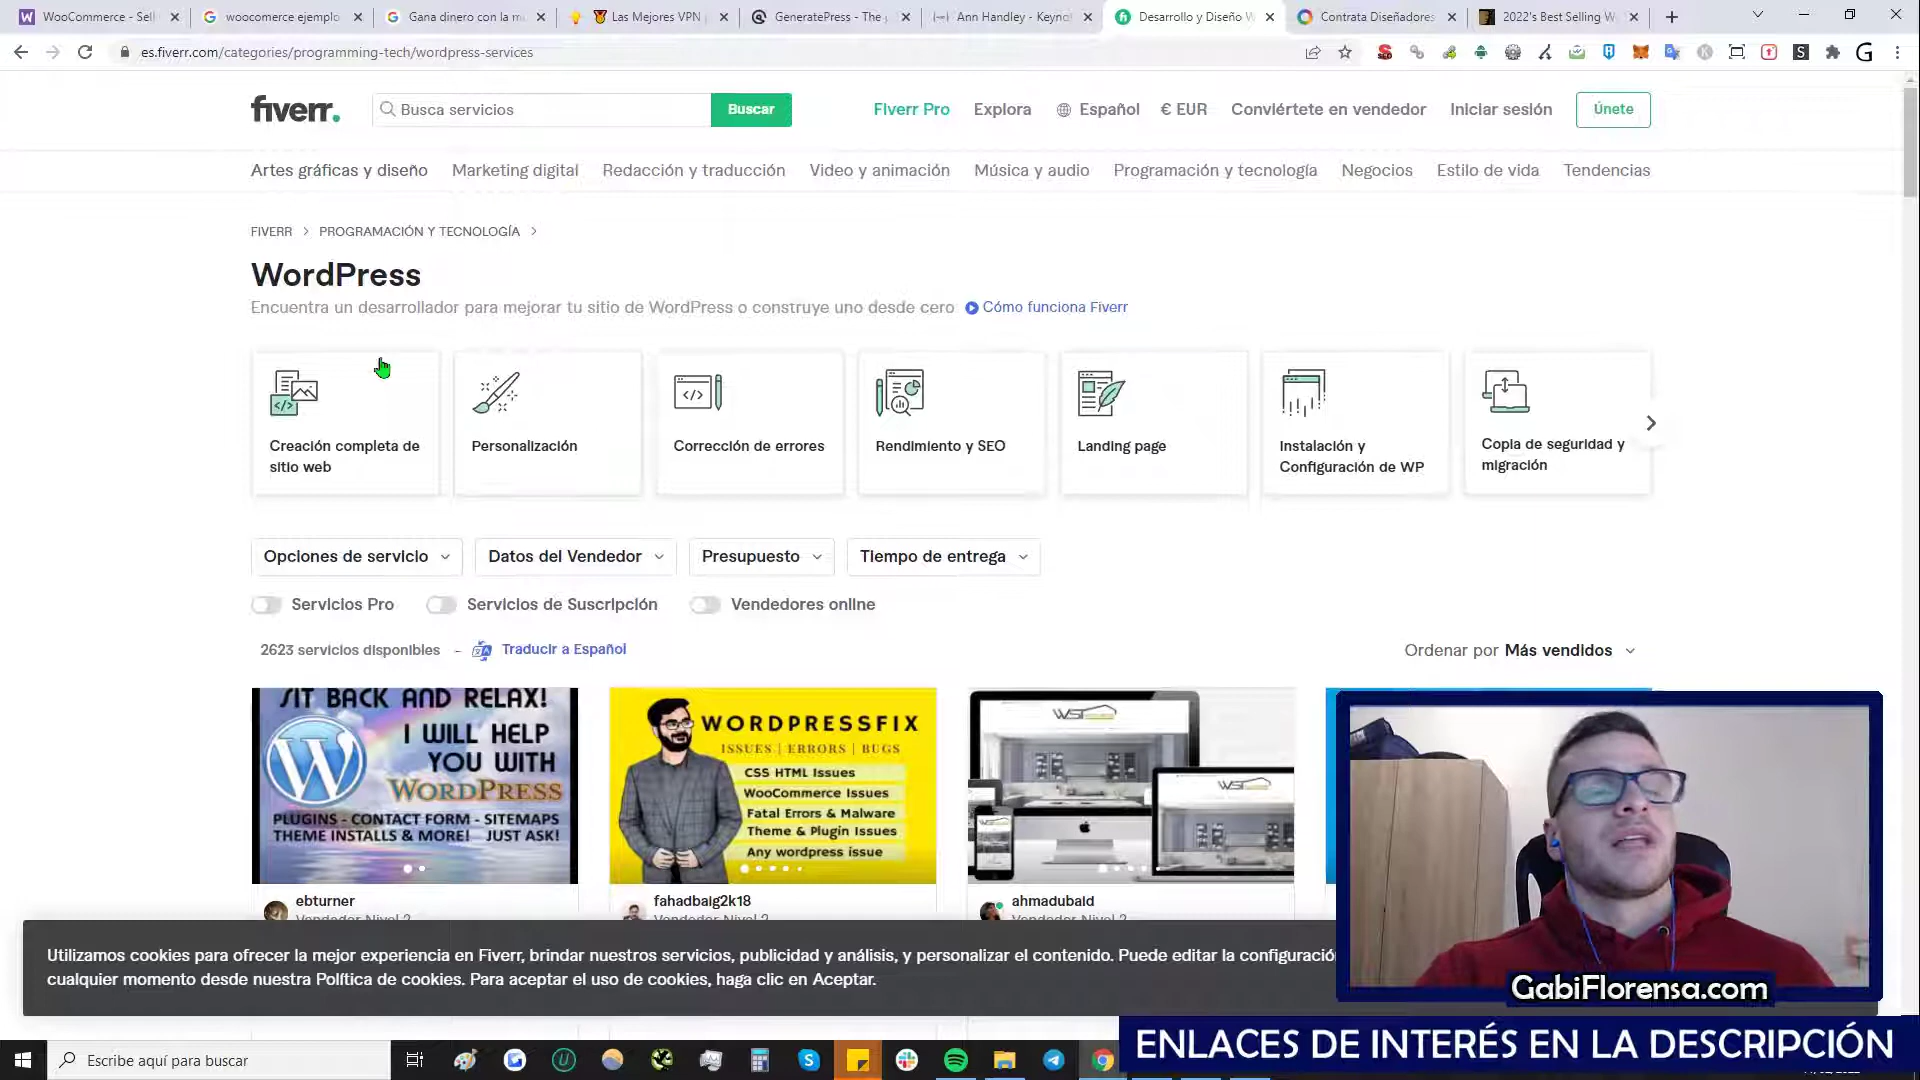 WooCommerce - Sell
woocomerce ejemplo
Gana dinero con la m
Las Mejores VPN
GeneratePress - The
Ann Handley - Keyno
Desarrollo y Diseño W
Contrata Diseñadores
2022's Best Selling W
es.fiverr.com/categories/programming-tech/wordpress-services
fiverr.
Busca servicios
Buscar
Fiverr Pro
Explora
Español
€ EUR
Conviértete en vendedor
Iniciar sesión
Únete
Artes gráficas y diseño
Marketing digital
Redacción y traducción
Video y animación
Música y audio
Programación y tecnología
Negocios
Estilo de vida
Tendencias
FIVERR > PROGRAMACIÓN Y TECNOLOGÍA >
WordPress
Encuentra un desarrollador para mejorar tu sitio de WordPress o construye uno desde cero
Cómo funciona Fiverr
Creación completa de
sitio web
Personalización
Corrección de errores
Rendimiento y SEO
Landing page
Instalación y
Configuración de WP
Copia de seguridad y
migración
Opciones de servicio
Datos del Vendedor
Presupuesto
Tiempo de entrega
Servicios Pro
Servicios de Suscripción
Vendedores online
2623 servicios disponibles -
Traducir a Español
Ordenar por Más vendidos
SIT BACK AND RELAX!
I WILL HELP
YOU WITH
WORDPRESS
PLUGINS - CONTACT FORM - SITEMAPS
THEME INSTALLS & MORE! JUST ASK!
WORDPRESSFIX
ISSUES | ERRORS | BUGS
CSS HTML Issues
WooCommerce Issues
Fatal Errors & Malware
Theme & Plugin Issues
Any wordpress issue
ebturner
Vendedor Nivel 2
fahadbaig2k18
Vendedor Nivel 2
ahmadubaid
Vendedor Nivel 2
Utilizamos cookies para ofrecer la mejor experiencia en Fiverr, brindar nuestros servicios, publicidad y análisis, y personalizar el contenido. Puede editar la configuració
cualquier momento desde nuestra Política de cookies. Para aceptar el uso de cookies, haga clic en Aceptar.
GabiFlorensa.com
ENLACES DE INTERÉS EN LA DESCRIPCIÓN
Escribe aquí para buscar